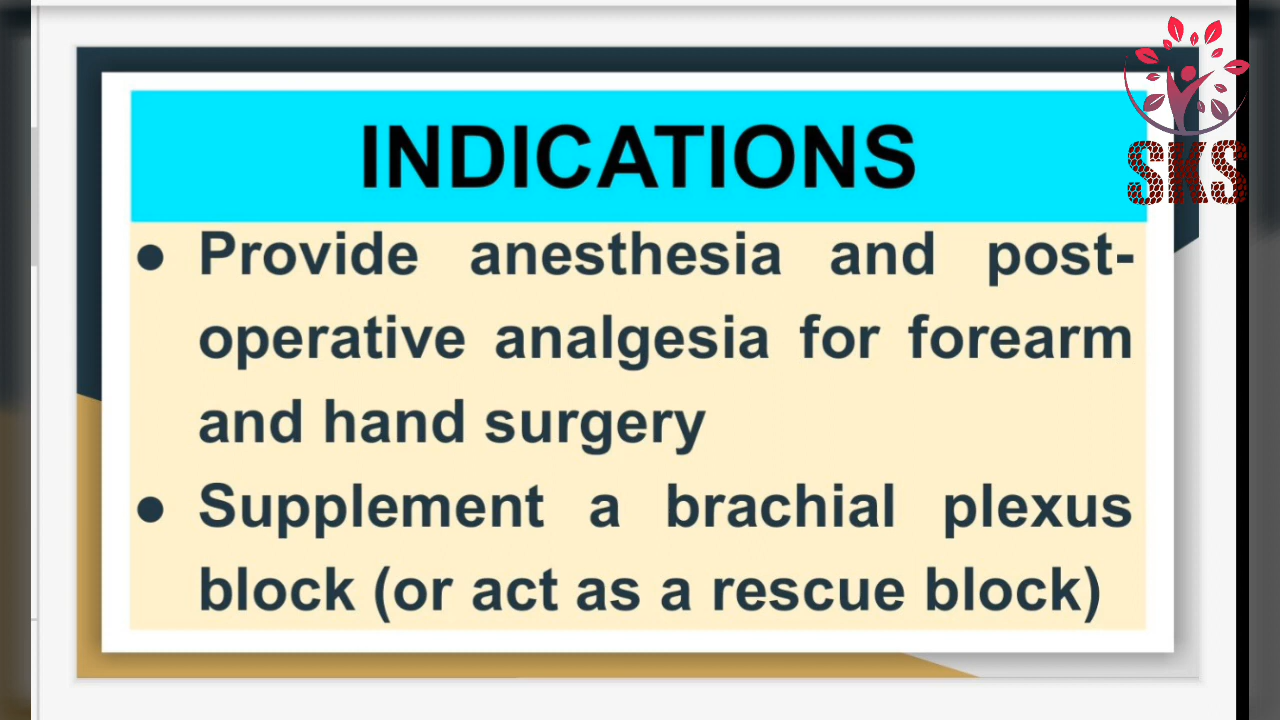 SKS
INDICATIONS
● Provide anesthesia and post-
operative analgesia for forearm
and hand surgery
● Supplement a brachial plexus
block (or act as a rescue block)